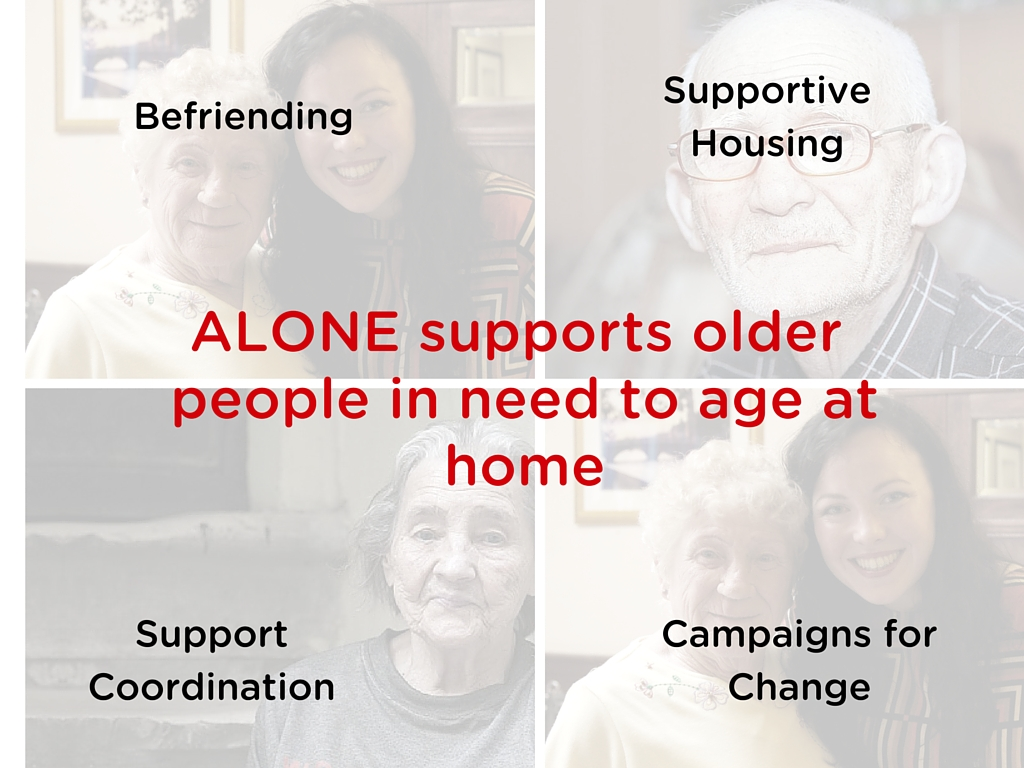 Befriending
Supportive
Housing
ALONE supports older
people in need to age at
home
Support
Coordination
Campaigns for
Change